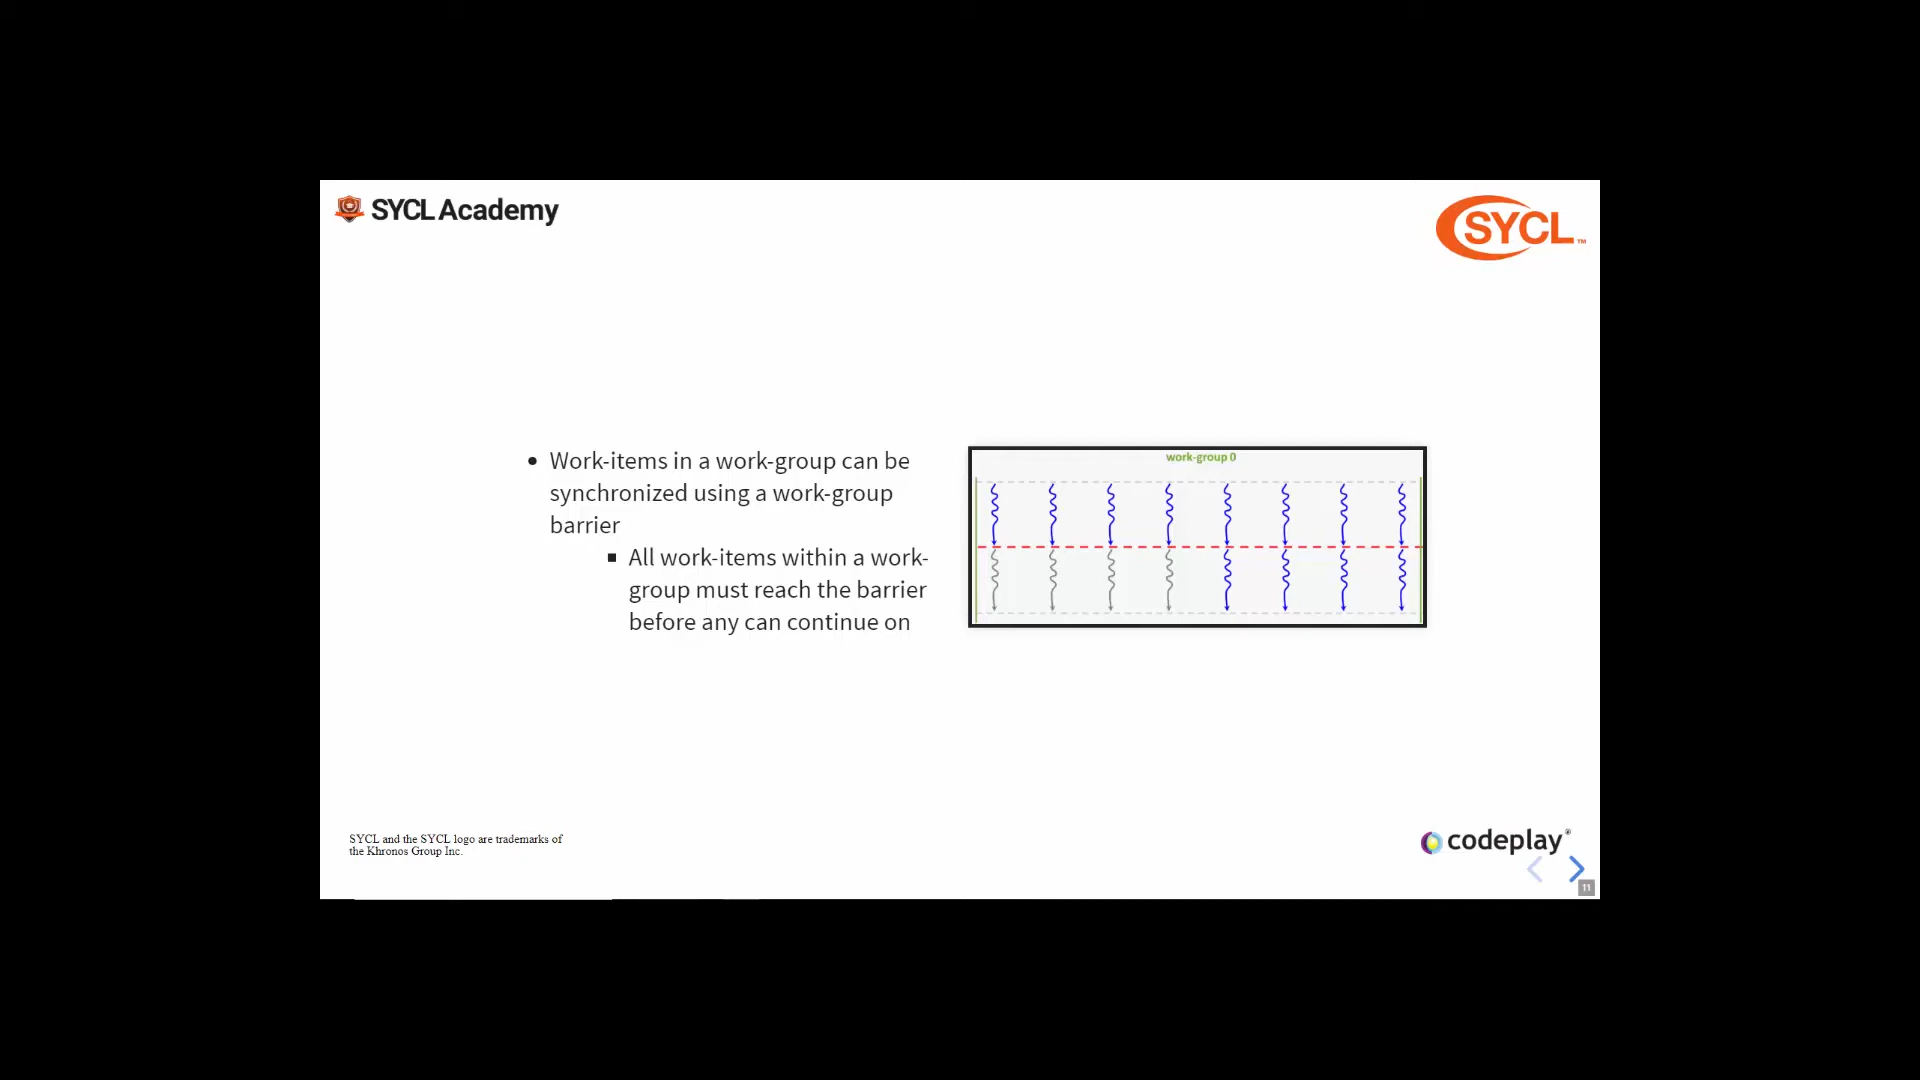 SYCL Academy
SYCL™
• Work-items in a work-group can be
synchronized using a work-group
barrier
▪ All work-items within a work-
group must reach the barrier
before any can continue on
work-group 0
SYCL and the SYCL logo are trademarks of
the Khronos Group Inc.
codeplay®
11